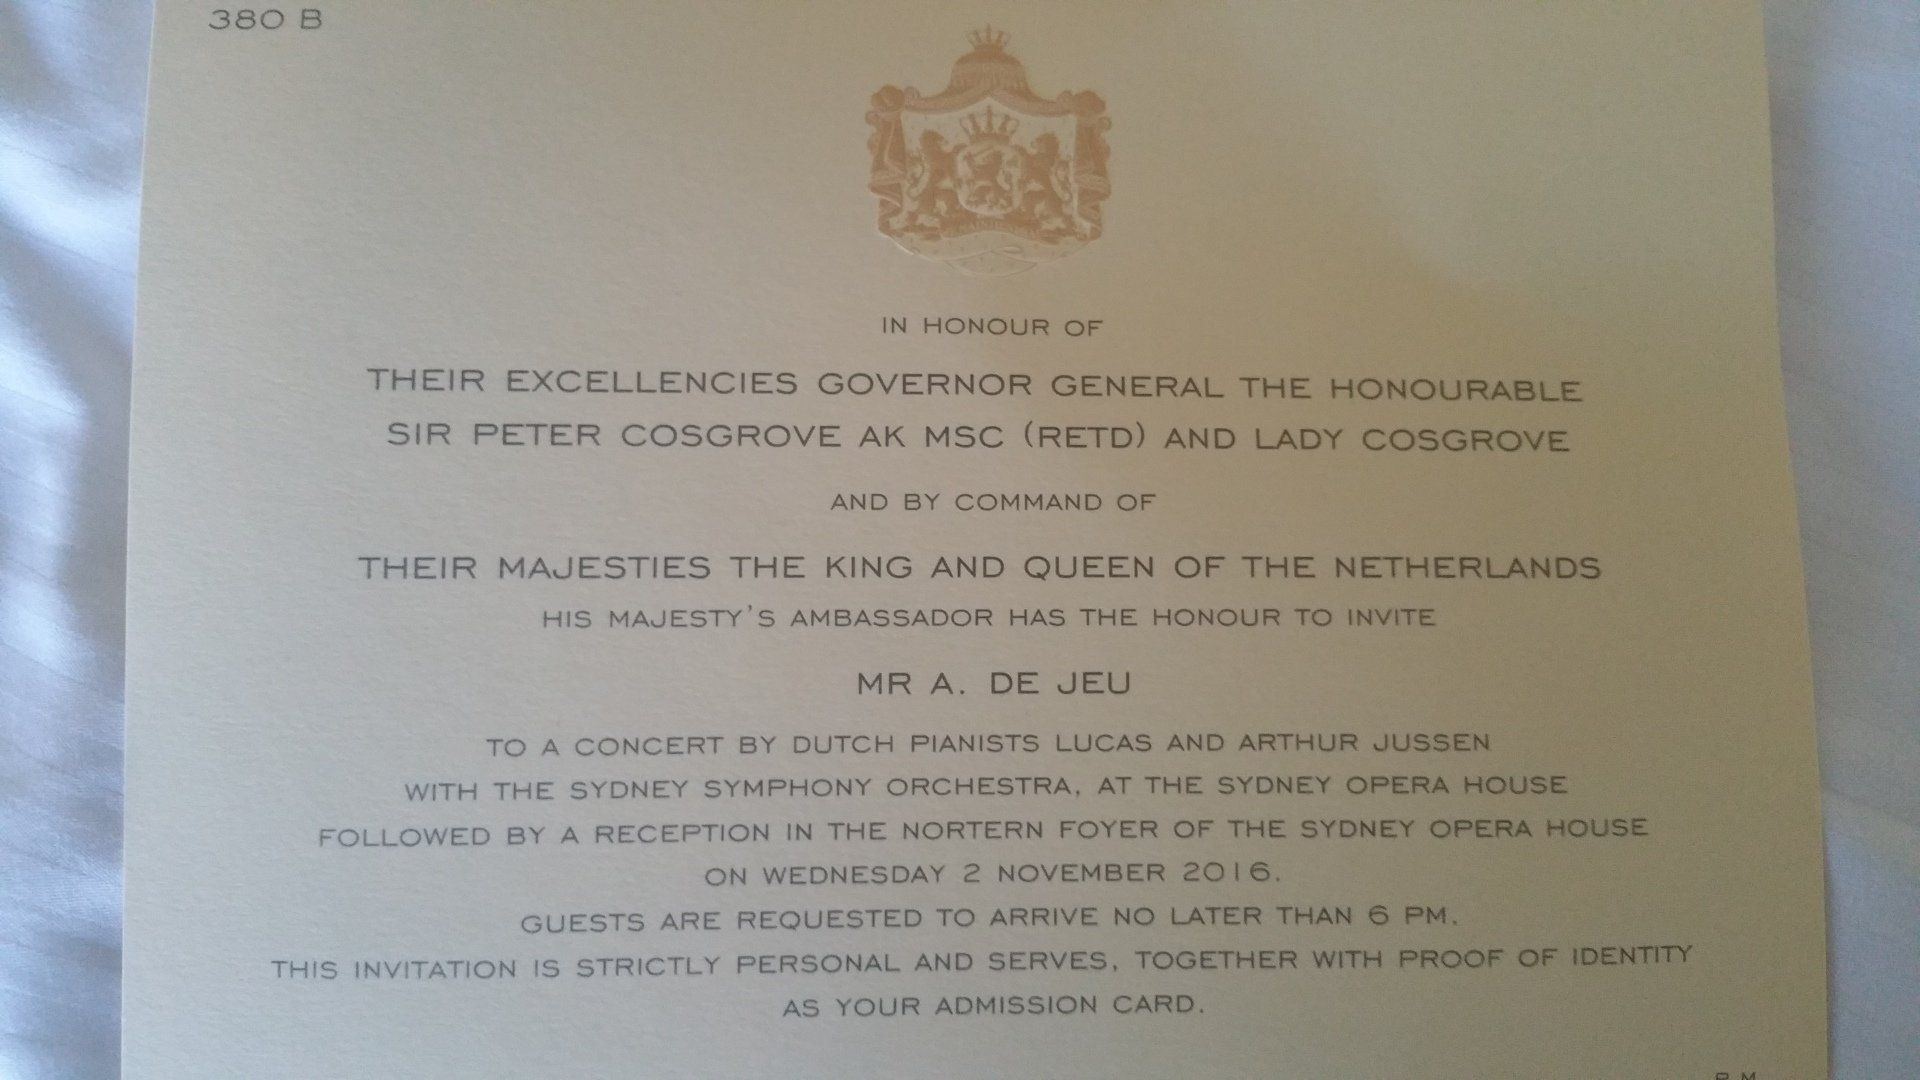 380 B
IN HONOUR OF
THEIR EXCELLENCIES GOVERNOR GENERAL THE HONOURABLE
SIR PETER COSGROVE AK MSC (RETD) AND LADY COSGROVE
AND BY COMMAND OF
THEIR MAJESTIES THE KING AND QUEEN OF THE NETHERLANDS
HIS MAJESTY'S AMBASSADOR HAS THE HONOUR TO INVITE
MR A. DE JEU
TO A CONCERT BY DUTCH PIANISTS LUCAS AND ARTHUR JUSSEN
WITH THE SYDNEY SYMPHONY ORCHESTRA, AT THE SYDNEY OPERA HOUSE
FOLLOWED BY A RECEPTION IN THE NORTERN FOYER OF THE SYDNEY OPERA HOUSE
ON WEDNESDAY 2 NOVEMBER 2016.
GUESTS ARE REQUESTED TO ARRIVE NO LATER THAN 6 PM.
THIS INVITATION IS STRICTLY PERSONAL AND SERVES, TOGETHER WITH PROOF OF IDENTITY
AS YOUR ADMISSION CARD.